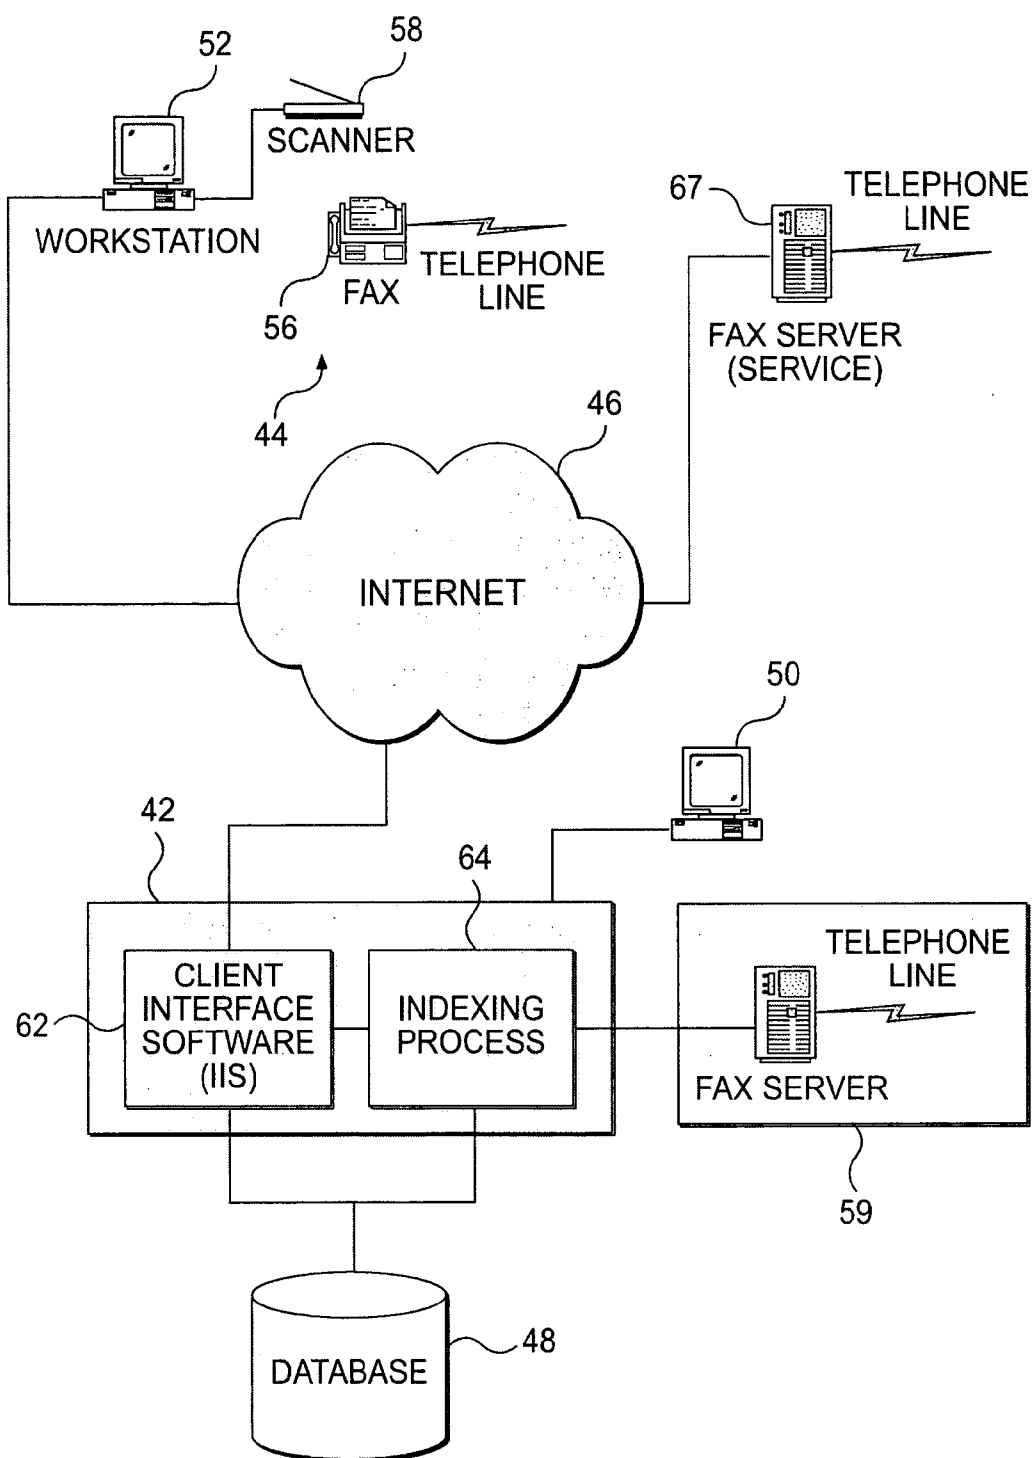 52
58
SCANNER
WORKSTATION
56
FAX
TELEPHONE
LINE
44
67
TELEPHONE
LINE
FAX SERVER
(SERVICE)
46
INTERNET
50
42
64
62
CLIENT
INTERFACE
SOFTWARE
(IIS)
INDEXING
PROCESS
TELEPHONE
LINE
FAX SERVER
59
DATABASE
48